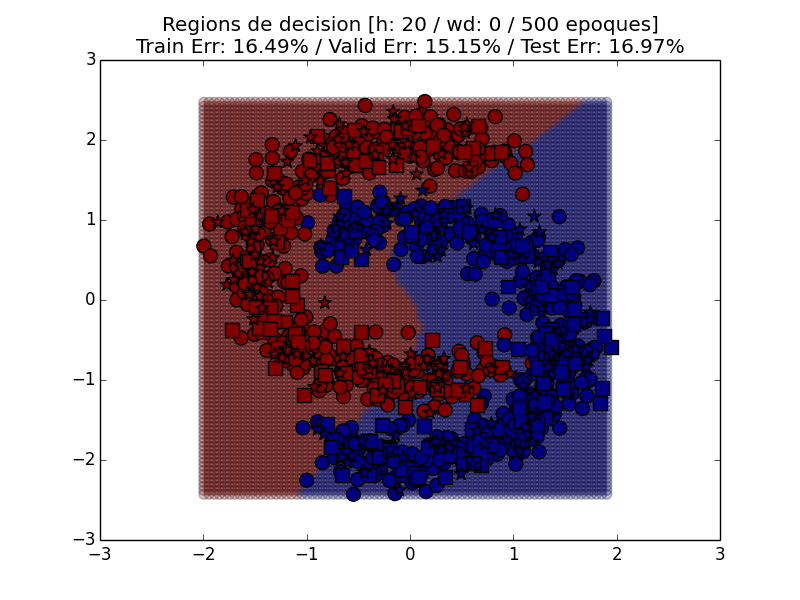 Regions de decision [h: 20 / wd: 0 / 500 epoques]
Train Err: 16.49% / Valid Err: 15.15% / Test Err: 16.97%
3
2
1
0
−1
−2
−3
−3 −2 −1 0 1 2 3